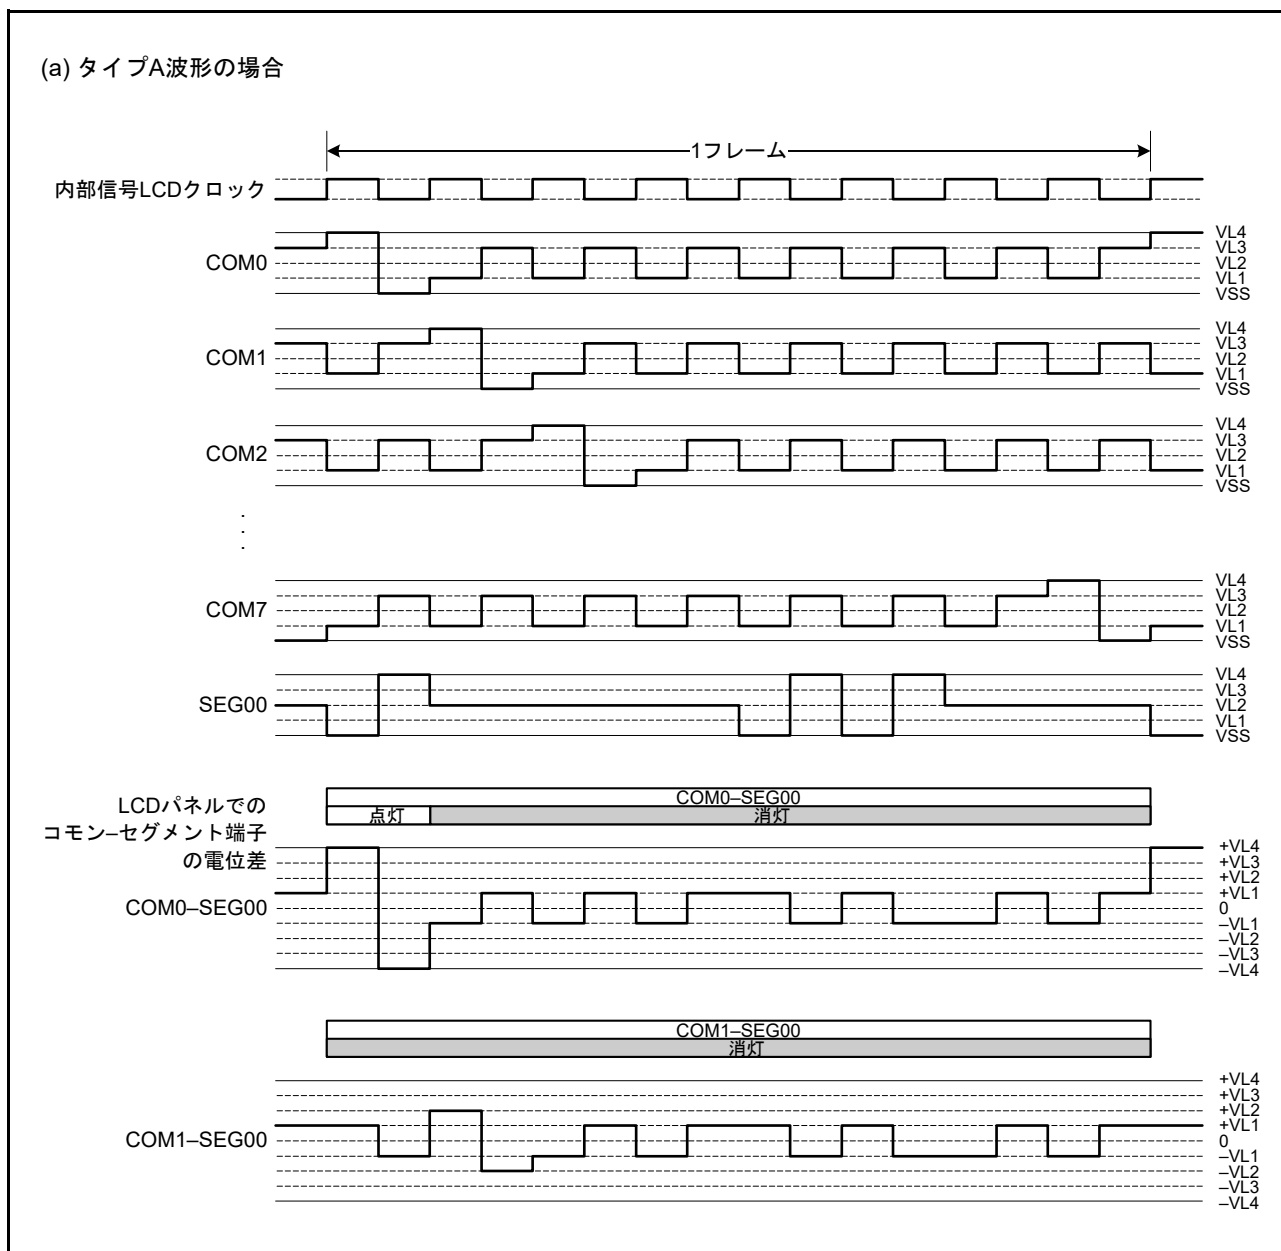 (a) タイプA波形の場合
1フレーム
内部信号LCDクロック
COM0
VL4
VL3
VL2
VL1
VSS
COM1
VL4
VL3
VL2
VL1
VSS
COM2
VL4
VL3
VL2
VL1
VSS
COM7
VL4
VL3
VL2
VL1
VSS
SEG00
VL4
VL3
VL2
VL1
VSS
LCDパネルでの
コモン–セグメント端子
の電位差
COM0–SEG00
点灯
消灯
COM0–SEG00
+VL4
+VL3
+VL2
+VL1
0
–VL1
–VL2
–VL3
–VL4
COM1–SEG00
消灯
COM1–SEG00
+VL4
+VL3
+VL2
+VL1
0
–VL1
–VL2
–VL3
–VL4